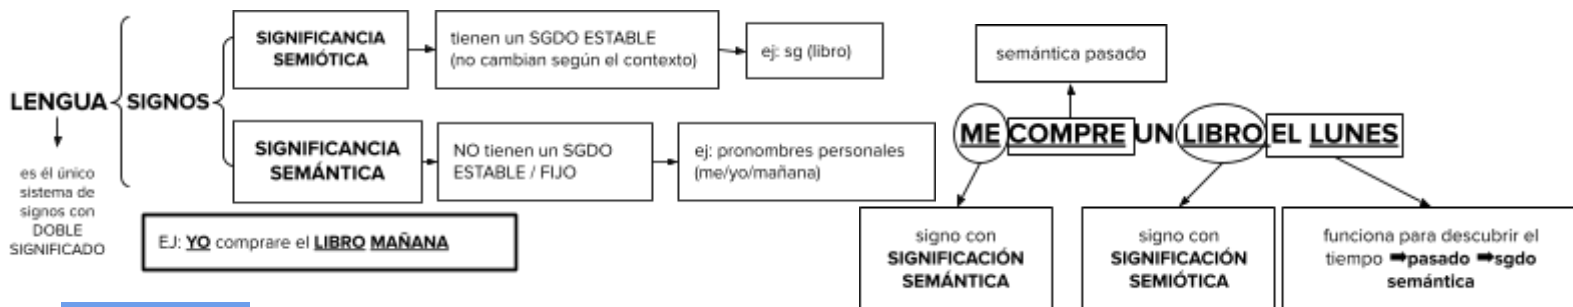 LENGUA
es él único
sistema de
signos con
DOBLE
SIGNIFICADO
SIGNOS
SIGNIFICANCIA
SEMIÓTICA
tienen un SGDO ESTABLE
(no cambian según el contexto)
ej: sg (libro)
SIGNIFICANCIA
SEMÁNTICA
NO tienen un SGDO
ESTABLE / FIJO
ej: pronombres personales
(me/yo/mañana)
EJ: YO comprare el LIBRO MAÑANA
semántica pasado
ME COMPRE UN LIBRO EL LUNES
signo con
SIGNIFICACIÓN
SEMÁNTICA
signo con
SIGNIFICACIÓN
SEMIÓTICA
funciona para descubrir el
tiempo ➡pasado ➡sgdo
semántica